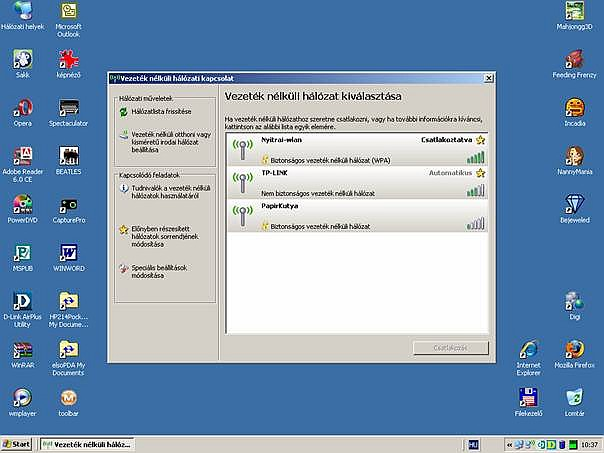 Hálózati helyek
Microsoft
Outlook
Sakk
képnéző
Opera
Spectaculator
Adobe Reader
6.0 CE
BEATLES
PowerDVD
CapturePro
MSPUB
WINWORD
D-Link AirPlus
Utility
HP214Pock...
My Docume...
WinRAR
elsoPDA My
Documents
wmplayer
toolbar
Vezeték nélküli hálózati kapcsolat
Hálózati műveletek
Hálózatlista frissítése
Vezeték nélküli otthoni vagy
kisméretű irodai hálózat
beállítása
Kapcsolódó feladatok
Tudnivalók a vezeték nélküli
hálózatok használatáról
Előnyben részesített
hálózatok sorrendjének
módosítása
Speciális beállítások
módosítása
Vezeték nélküli hálózat kiválasztása
Ha vezeték nélküli hálózathoz szeretne csatlakozni, vagy ha további információkra kíváncsi,
kattintson az alábbi lista egyik elemére.
Nyitrai-wlan
Csatlakoztatva
Biztonságos vezeték nélküli hálózat (WPA)
TP-LINK
Automatikus
Nem biztonságos vezeték nélküli hálózat
PapirKutya
Biztonságos vezeték nélküli hálózat
Csatlakozás
Mahjongg3D
Feeding Frenzy
Incadia
NannyMania
Bejeweled
Digi
Internet
Explorer
Mozilla Firefox
Filekezelő
Lomtár
Start
Vezeték nélküli háló...
HU
10:37